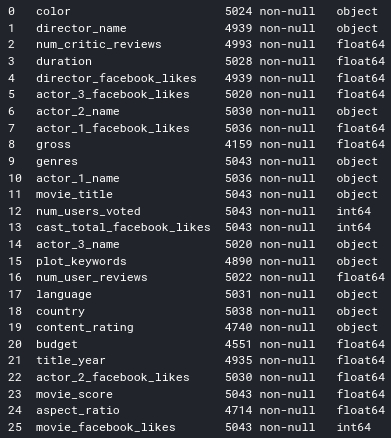 0 color 5024 non-null object
1 director_name 4939 non-null object
2 num_critic_reviews 4993 non-null float64
3 duration 5028 non-null float64
4 director_facebook_likes 4939 non-null float64
5 actor_3_facebook_likes 5020 non-null float64
6 actor_2_name 5030 non-null object
7 actor_1_facebook_likes 5036 non-null float64
8 gross 4159 non-null float64
9 genres 5043 non-null object
10 actor_1_name 5036 non-null object
11 movie_title 5043 non-null object
12 num_users_voted 5043 non-null int64
13 cast_total_facebook_likes 5043 non-null int64
14 actor_3_name 5020 non-null object
15 plot_keywords 4890 non-null object
16 num_user_reviews 5022 non-null float64
17 language 5031 non-null object
18 country 5038 non-null object
19 content_rating 4740 non-null object
20 budget 4551 non-null float64
21 title_year 4935 non-null float64
22 actor_2_facebook_likes 5030 non-null float64
23 movie_score 5043 non-null float64
24 aspect_ratio 4714 non-null float64
25 movie_facebook_likes 5043 non-null int64